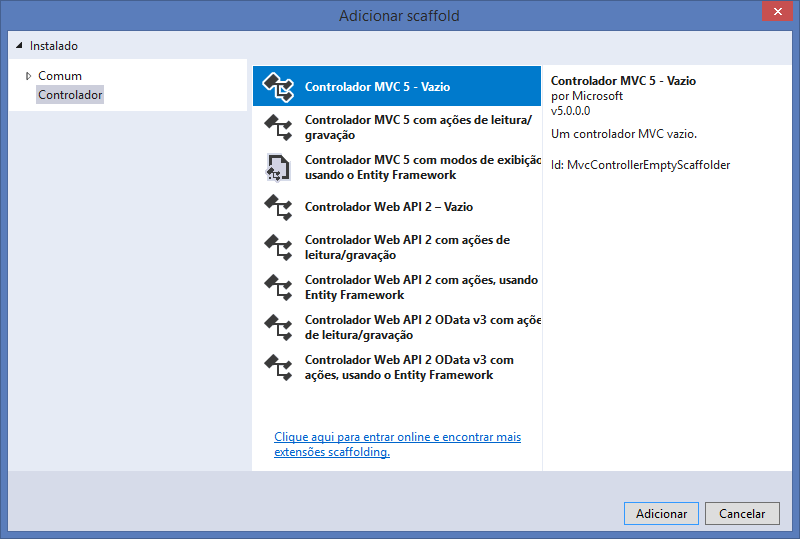 Adicionar scaffold
Instalado
Comum
Controlador
Controlador MVC 5 - Vazio
Controlador MVC 5 com ações de leitura/
gravação
Controlador MVC 5 com modos de exibição
usando o Entity Framework
Controlador Web API 2 – Vazio
Controlador Web API 2 com ações de
leitura/gravação
Controlador Web API 2 com ações, usando
Entity Framework
Controlador Web API 2 OData v3 com açõe
de leitura/gravação
Controlador Web API 2 OData v3 com
ações, usando o Entity Framework
Clique aqui para entrar online e encontrar mais
extensões scaffolding.
Controlador MVC 5 - Vazio
por Microsoft
v5.0.0.0
Um controlador MVC vazio.
Id: MvcControllerEmptyScaffolder
Adicionar
Cancelar